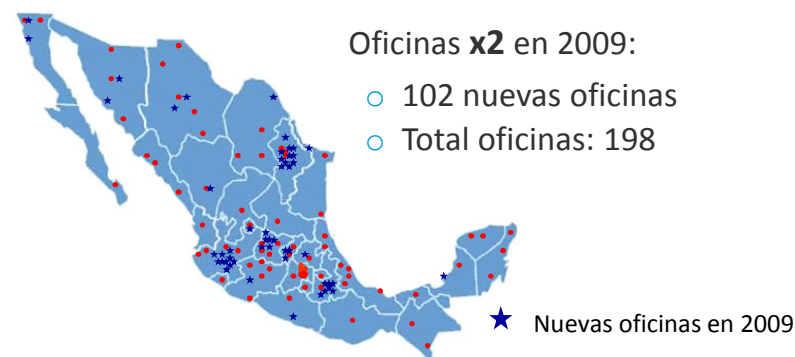 Oficinas x2 en 2009:
102 nuevas oficinas
Total oficinas: 198
Nuevas oficinas en 2009